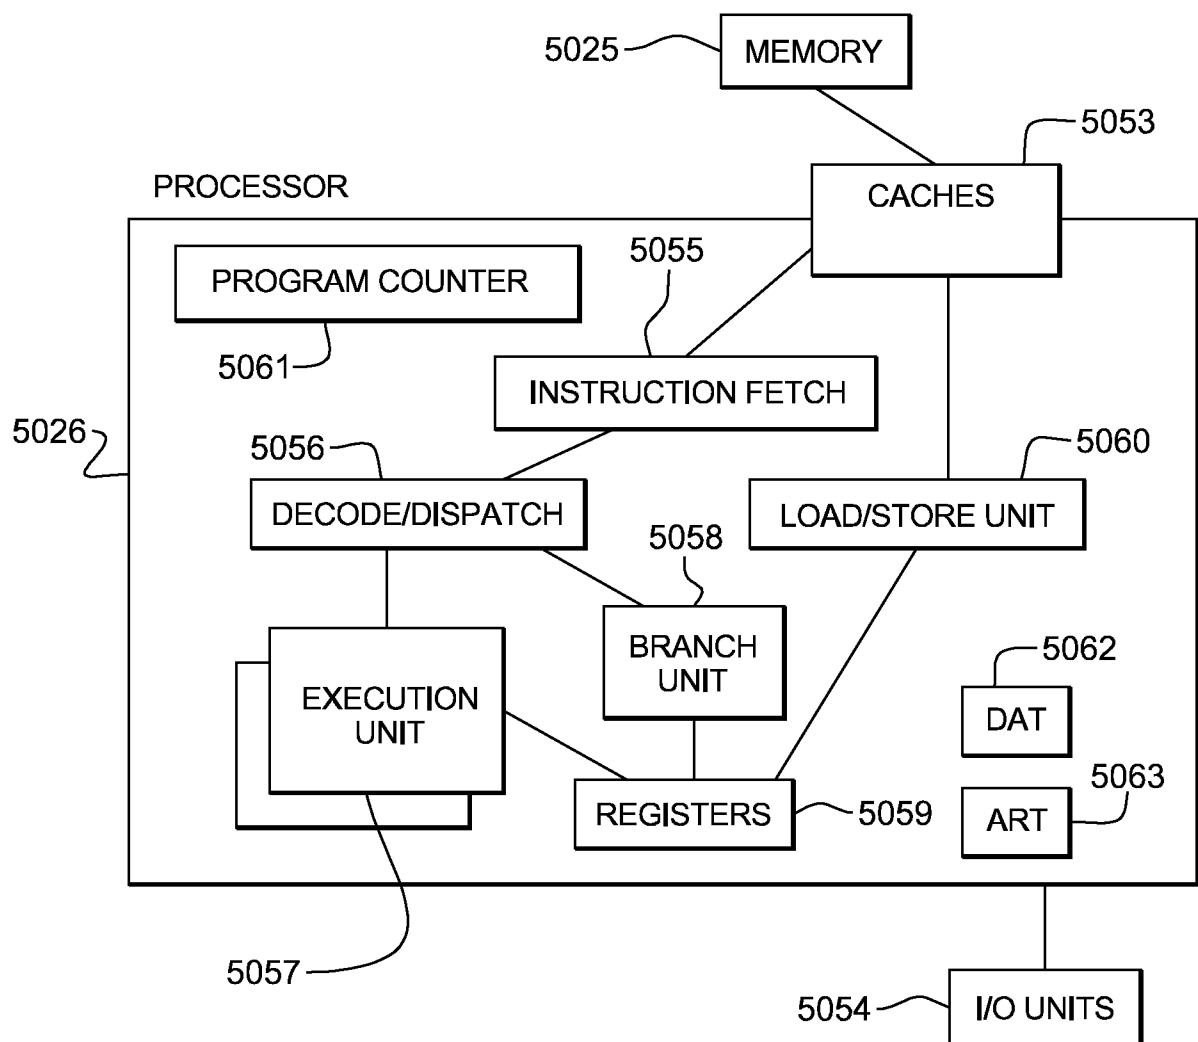 5025
MEMORY
5053
PROCESSOR
CACHES
PROGRAM COUNTER
5055
5061
INSTRUCTION FETCH
5026
5056
5060
DECODE/DISPATCH
LOAD/STORE UNIT
5058
BRANCH
UNIT
5062
EXECUTION
UNIT
DAT
5063
REGISTERS
5059
ART
5057
5054
I/O UNITS